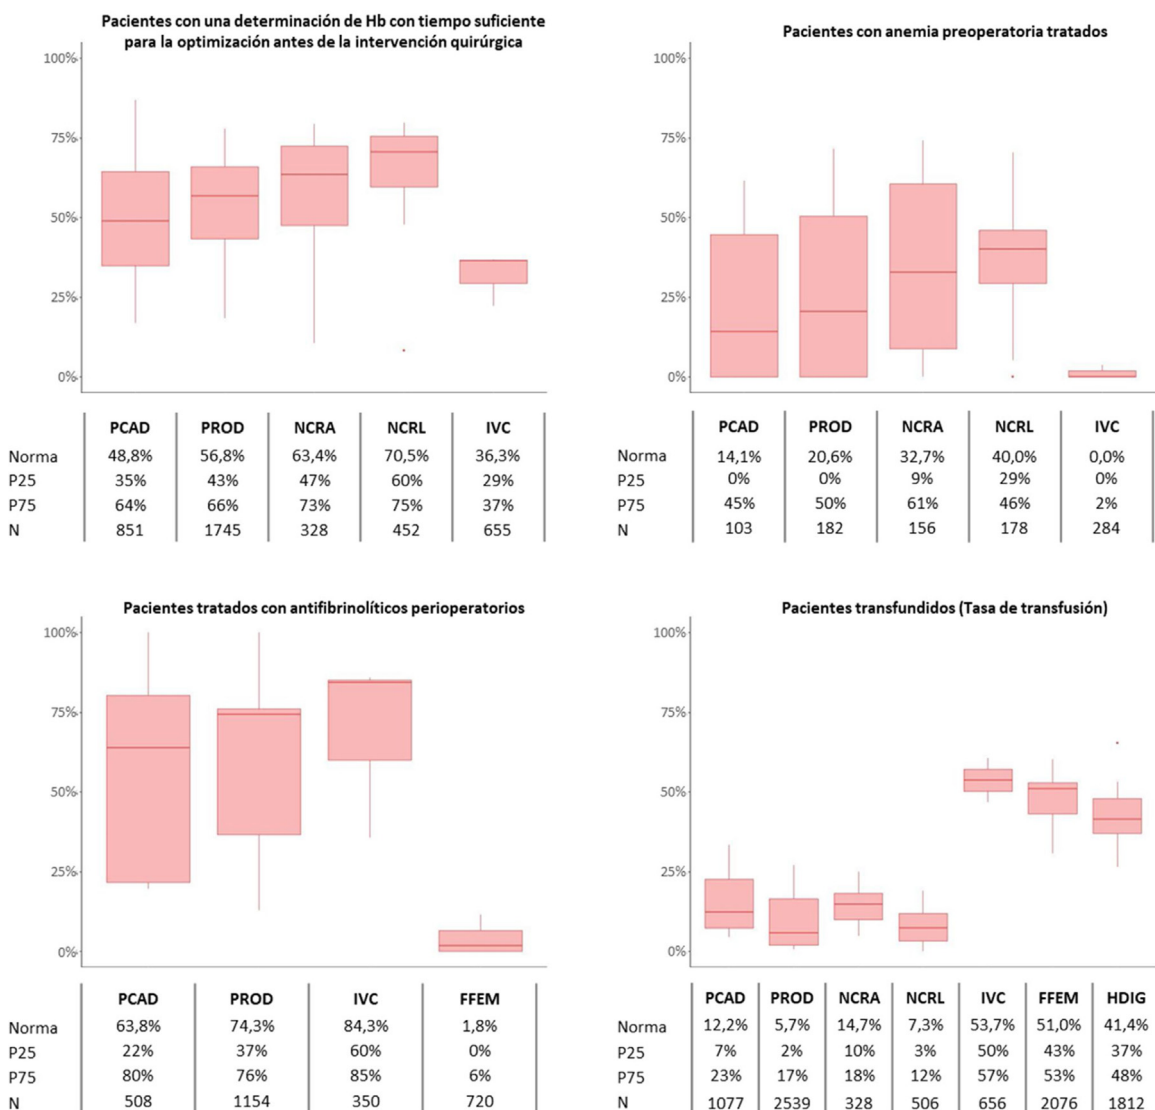 Pacientes con una determinación de Hb con tiempo suficiente
para la optimización antes de la intervención quirúrgica
100%
75%
50%
25%
0%
PCAD PROD NCRA NCRL IVC
Norma 48,8% 56,8% 63,4% 70,5% 36,3%
P25 35% 43% 47% 60% 29%
P75 64% 66% 73% 75% 37%
N 851 1745 328 452 655
Pacientes con anemia preoperatoria tratados
100%
75%
50%
25%
0%
PCAD PROD NCRA NCRL IVC
Norma 14,1% 20,6% 32,7% 40,0% 0,0%
P25 0% 0% 9% 29% 0%
P75 45% 50% 61% 46% 2%
N 103 182 156 178 284
Pacientes tratados con antifibrinolíticos perioperatorios
100%
75%
50%
25%
0%
PCAD PROD IVC FFEM
Norma 63,8% 74,3% 84,3% 1,8%
P25 22% 37% 60% 0%
P75 80% 76% 85% 6%
N 508 1154 350 720
Pacientes transfundidos (Tasa de transfusión)
100%
75%
50%
25%
0%
PCAD PROD NCRA NCRL IVC FFEM HDIG
Norma 12,2% 5,7% 14,7% 7,3% 53,7% 51,0% 41,4%
P25 7% 2% 10% 3% 50% 43% 37%
P75 23% 17% 18% 12% 57% 53% 48%
N 1077 2539 328 506 656 2076 1812